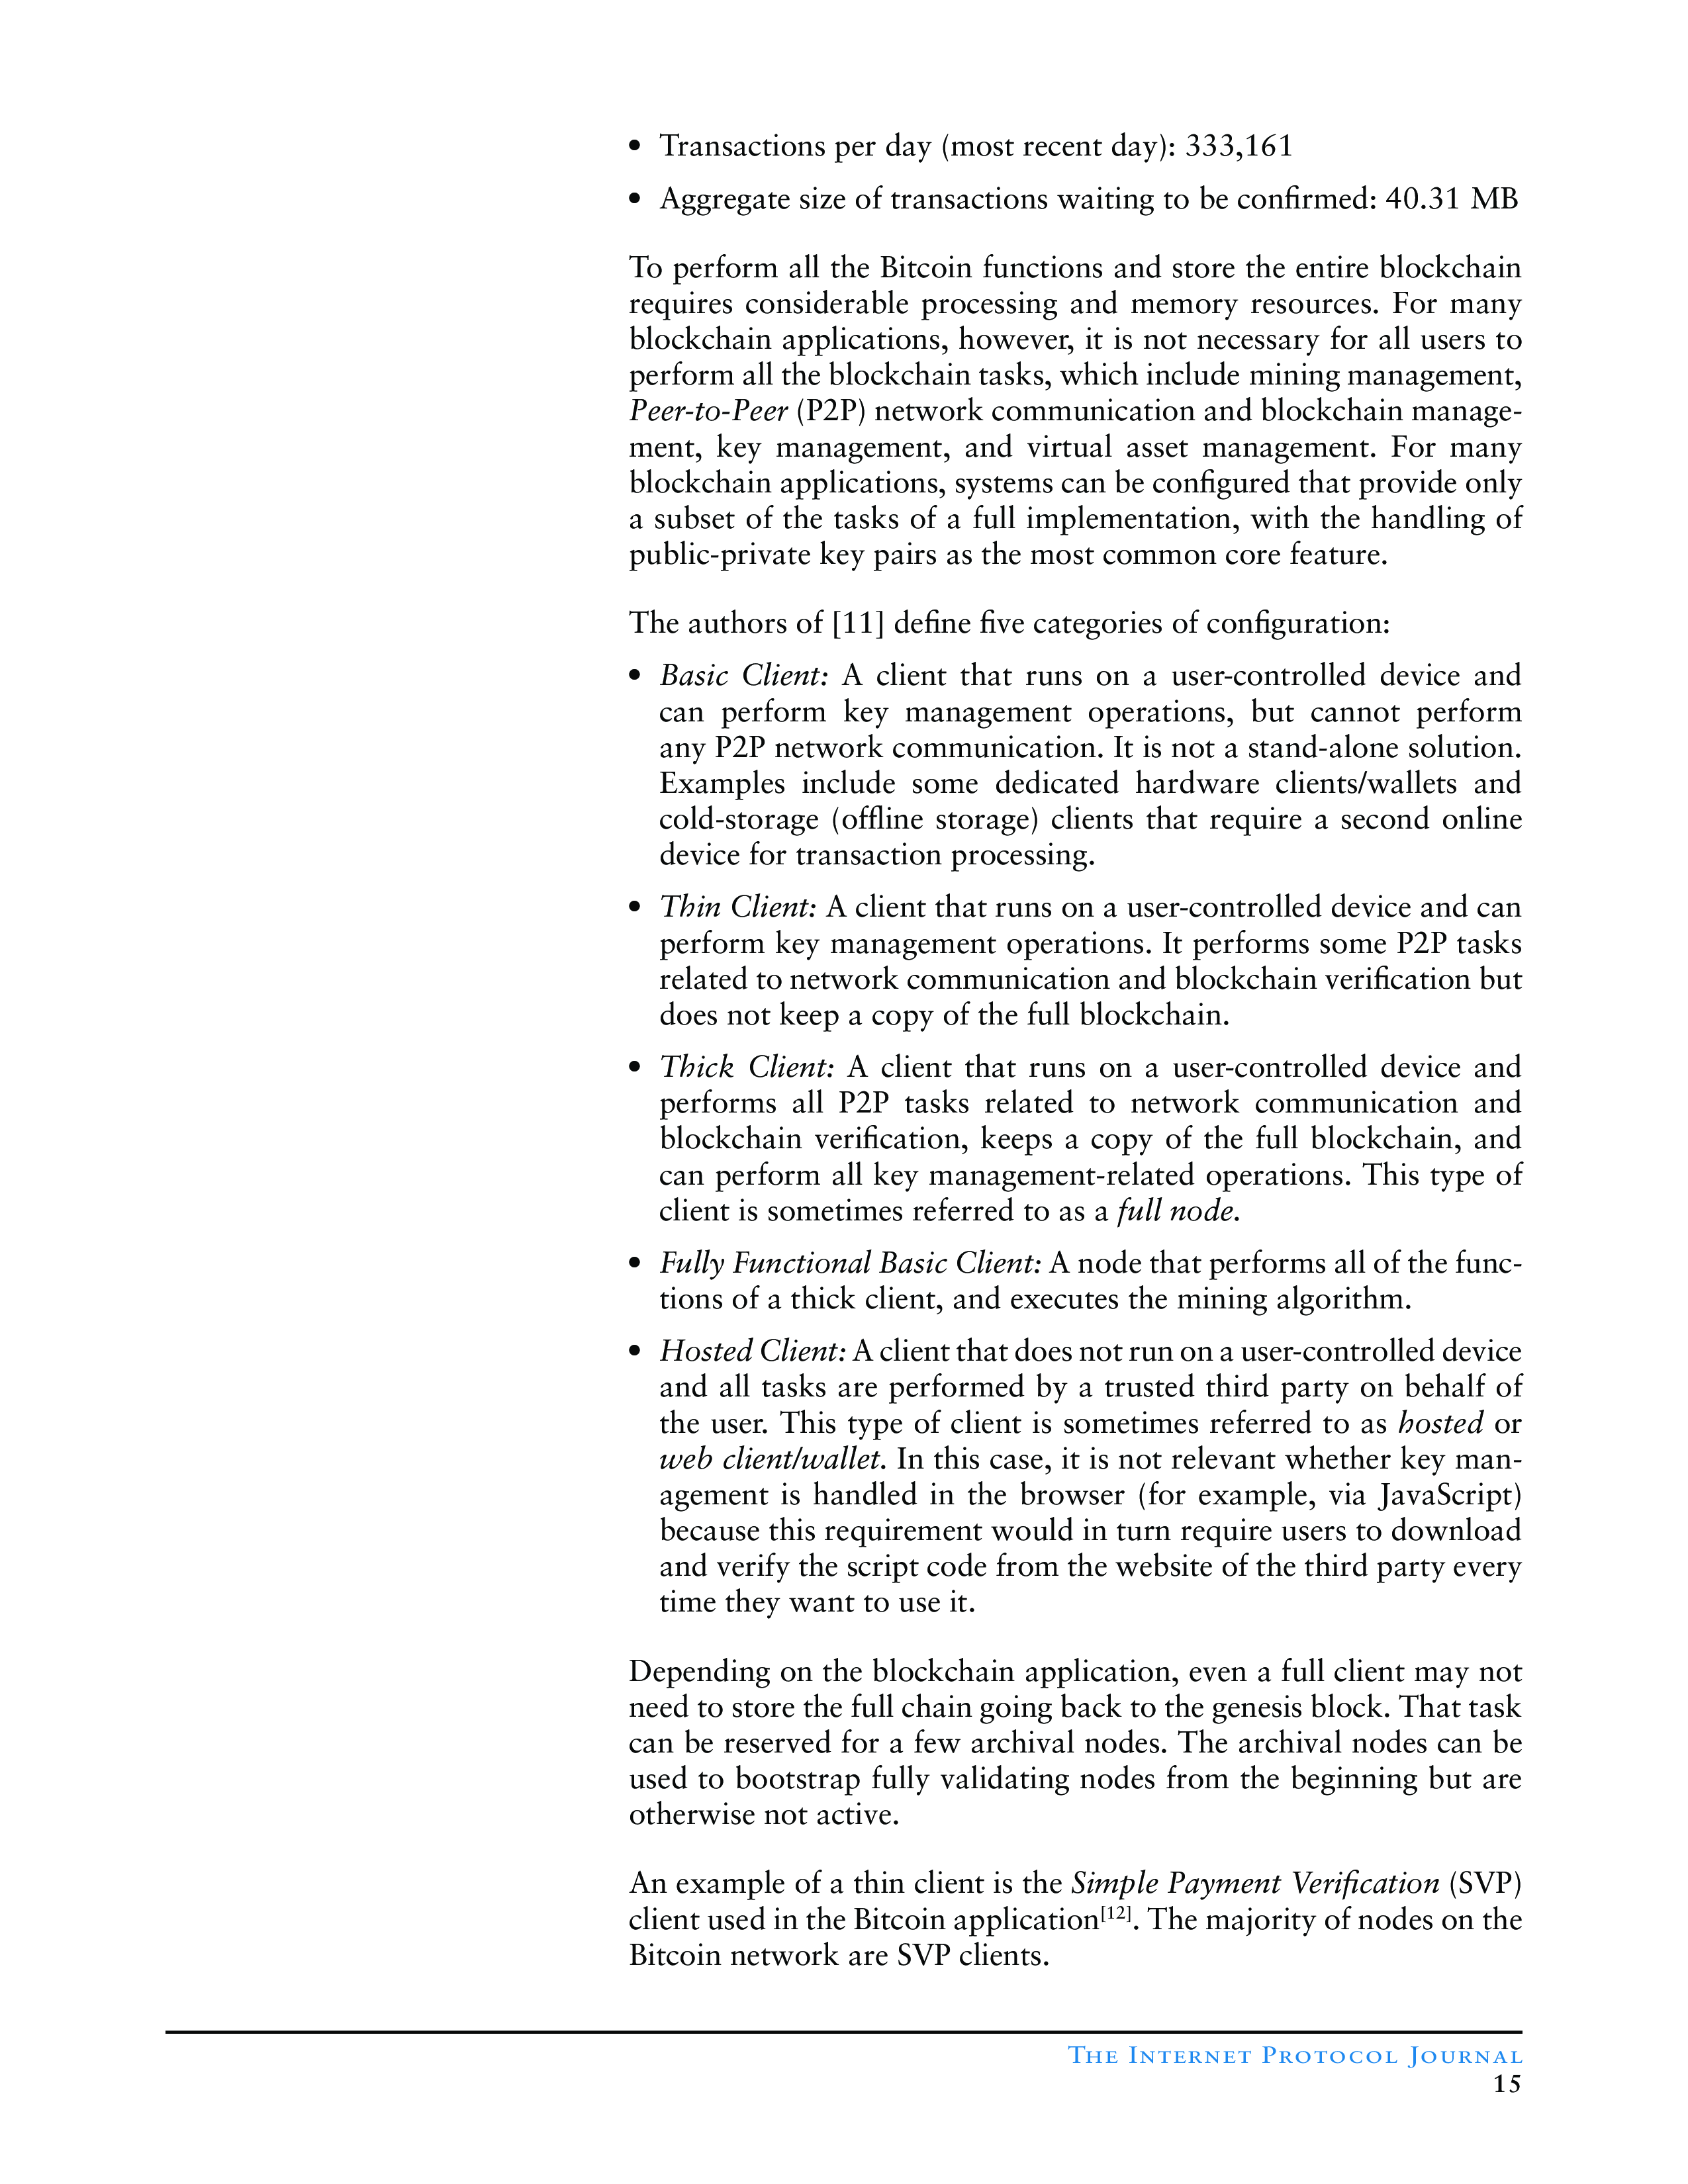 • Transactions per day (most recent day): 333,161
• Aggregate size of transactions waiting to be confirmed: 40.31 MB
To perform all the Bitcoin functions and store the entire blockchain
requires considerable processing and memory resources. For many
blockchain applications, however, it is not necessary for all users to
perform all the blockchain tasks, which include mining management,
Peer-to-Peer (P2P) network communication and blockchain manage-
ment, key management, and virtual asset management. For many
blockchain applications, systems can be configured that provide only
a subset of the tasks of a full implementation, with the handling of
public-private key pairs as the most common core feature.
The authors of [11] define five categories of configuration:
• Basic Client: A client that runs on a user-controlled device and
can perform key management operations, but cannot perform
any P2P network communication. It is not a stand-alone solution.
Examples include some dedicated hardware clients/wallets and
cold-storage (offline storage) clients that require a second online
device for transaction processing.
• Thin Client: A client that runs on a user-controlled device and can
perform key management operations. It performs some P2P tasks
related to network communication and blockchain verification but
does not keep a copy of the full blockchain.
• Thick Client: A client that runs on a user-controlled device and
performs all P2P tasks related to network communication and
blockchain verification, keeps a copy of the full blockchain, and
can perform all key management-related operations. This type of
client is sometimes referred to as a full node.
• Fully Functional Basic Client: A node that performs all of the func-
tions of a thick client, and executes the mining algorithm.
• Hosted Client: A client that does not run on a user-controlled device
and all tasks are performed by a trusted third party on behalf of
the user. This type of client is sometimes referred to as hosted or
web client/wallet. In this case, it is not relevant whether key man-
agement is handled in the browser (for example, via JavaScript)
because this requirement would in turn require users to download
and verify the script code from the website of the third party every
time they want to use it.
Depending on the blockchain application, even a full client may not
need to store the full chain going back to the genesis block. That task
can be reserved for a few archival nodes. The archival nodes can be
used to bootstrap fully validating nodes from the beginning but are
otherwise not active.
An example of a thin client is the Simple Payment Verification (SVP)
client used in the Bitcoin application[12]. The majority of nodes on the
Bitcoin network are SVP clients.
The Internet Protocol Journal
15